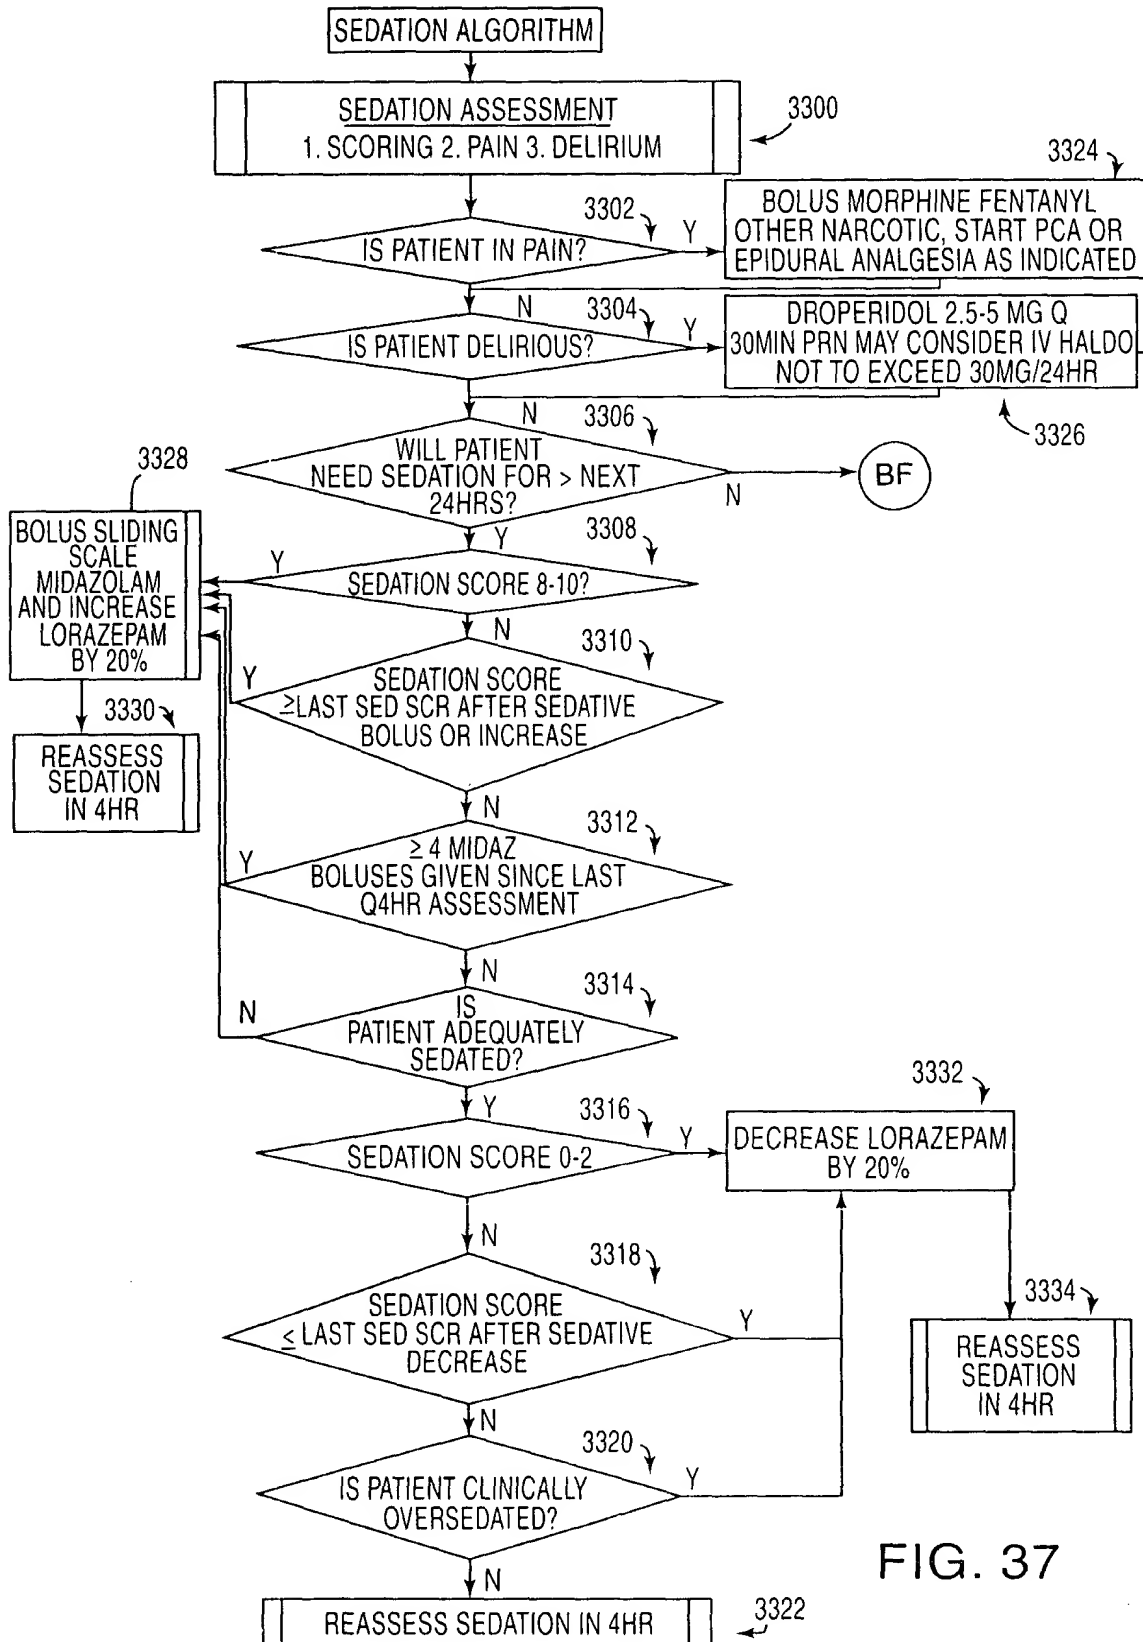 SEDATION ALGORITHM
SEDATION ASSESSMENT
1. SCORING 2. PAIN 3. DELIRIUM
3300
3324
3302
IS PATIENT IN PAIN?
Y
BOLUS MORPHINE FENTANYL
OTHER NARCOTIC, START PCA OR
EPIDURAL ANALGESIA AS INDICATED
N
3304
IS PATIENT DELIRIOUS?
Y
DROPERIDOL 2.5-5 MG Q
30MIN PRN MAY CONSIDER IV HALDOL
NOT TO EXCEED 30MG/24HR
3326
N
3306
WILL PATIENT
NEED SEDATION FOR > NEXT
24HRS?
N
BF
Y
3308
SEDATION SCORE 8-10?
Y
3328
BOLUS SLIDING
SCALE
MIDAZOLAM
AND INCREASE
LORAZEPAM
BY 20%
3330
REASSESS
SEDATION
IN 4HR
N
3310
SEDATION SCORE
≥LAST SED SCR AFTER SEDATIVE
BOLUS OR INCREASE
Y
N
3312
≥ 4 MIDAZ
BOLUSES GIVEN SINCE LAST
Q4HR ASSESSMENT
Y
N
3314
IS
PATIENT ADEQUATELY
SEDATED?
N
Y
3316
SEDATION SCORE 0-2
Y
3332
DECREASE LORAZEPAM
BY 20%
3334
REASSESS
SEDATION
IN 4HR
N
3318
SEDATION SCORE
≤ LAST SED SCR AFTER SEDATIVE
DECREASE
Y
N
3320
IS PATIENT CLINICALLY
OVERSEDATED?
Y
N
REASSESS SEDATION IN 4HR
3322
FIG. 37